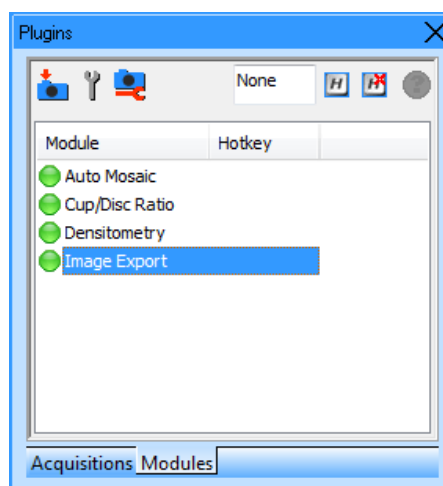 Plugins
None H H
Module Hotkey
Auto Mosaic
Cup/Disc Ratio
Densitometry
Image Export
Acquisitions Modules